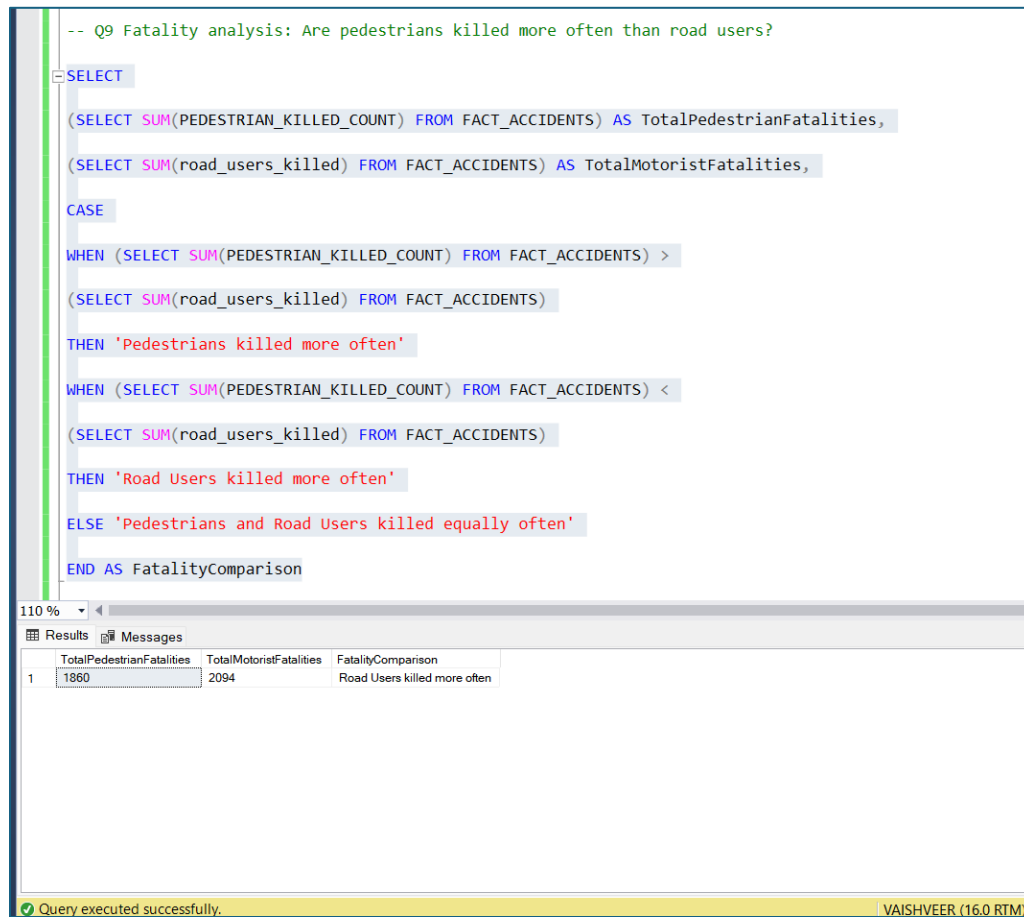 -- Q9 Fatality analysis: Are pedestrians killed more often than road users?
SELECT
(SELECT SUM(PEDESTRIAN_KILLED_COUNT) FROM FACT_ACCIDENTS) AS TotalPedestrianFatalities,
(SELECT SUM(road_users_killed) FROM FACT_ACCIDENTS) AS TotalMotoristFatalities,
CASE
WHEN (SELECT SUM(PEDESTRIAN_KILLED_COUNT) FROM FACT_ACCIDENTS) >
(SELECT SUM(road_users_killed) FROM FACT_ACCIDENTS)
THEN 'Pedestrians killed more often'
WHEN (SELECT SUM(PEDESTRIAN_KILLED_COUNT) FROM FACT_ACCIDENTS) <
(SELECT SUM(road_users_killed) FROM FACT_ACCIDENTS)
THEN 'Road Users killed more often'
ELSE 'Pedestrians and Road Users killed equally often'
END AS FatalityComparison
110 %
Results Messages
TotalPedestrianFatalities TotalMotoristFatalities FatalityComparison
1 1860 2094 Road Users killed more often
Query executed successfully. VAISHVEER (16.0 RTM)